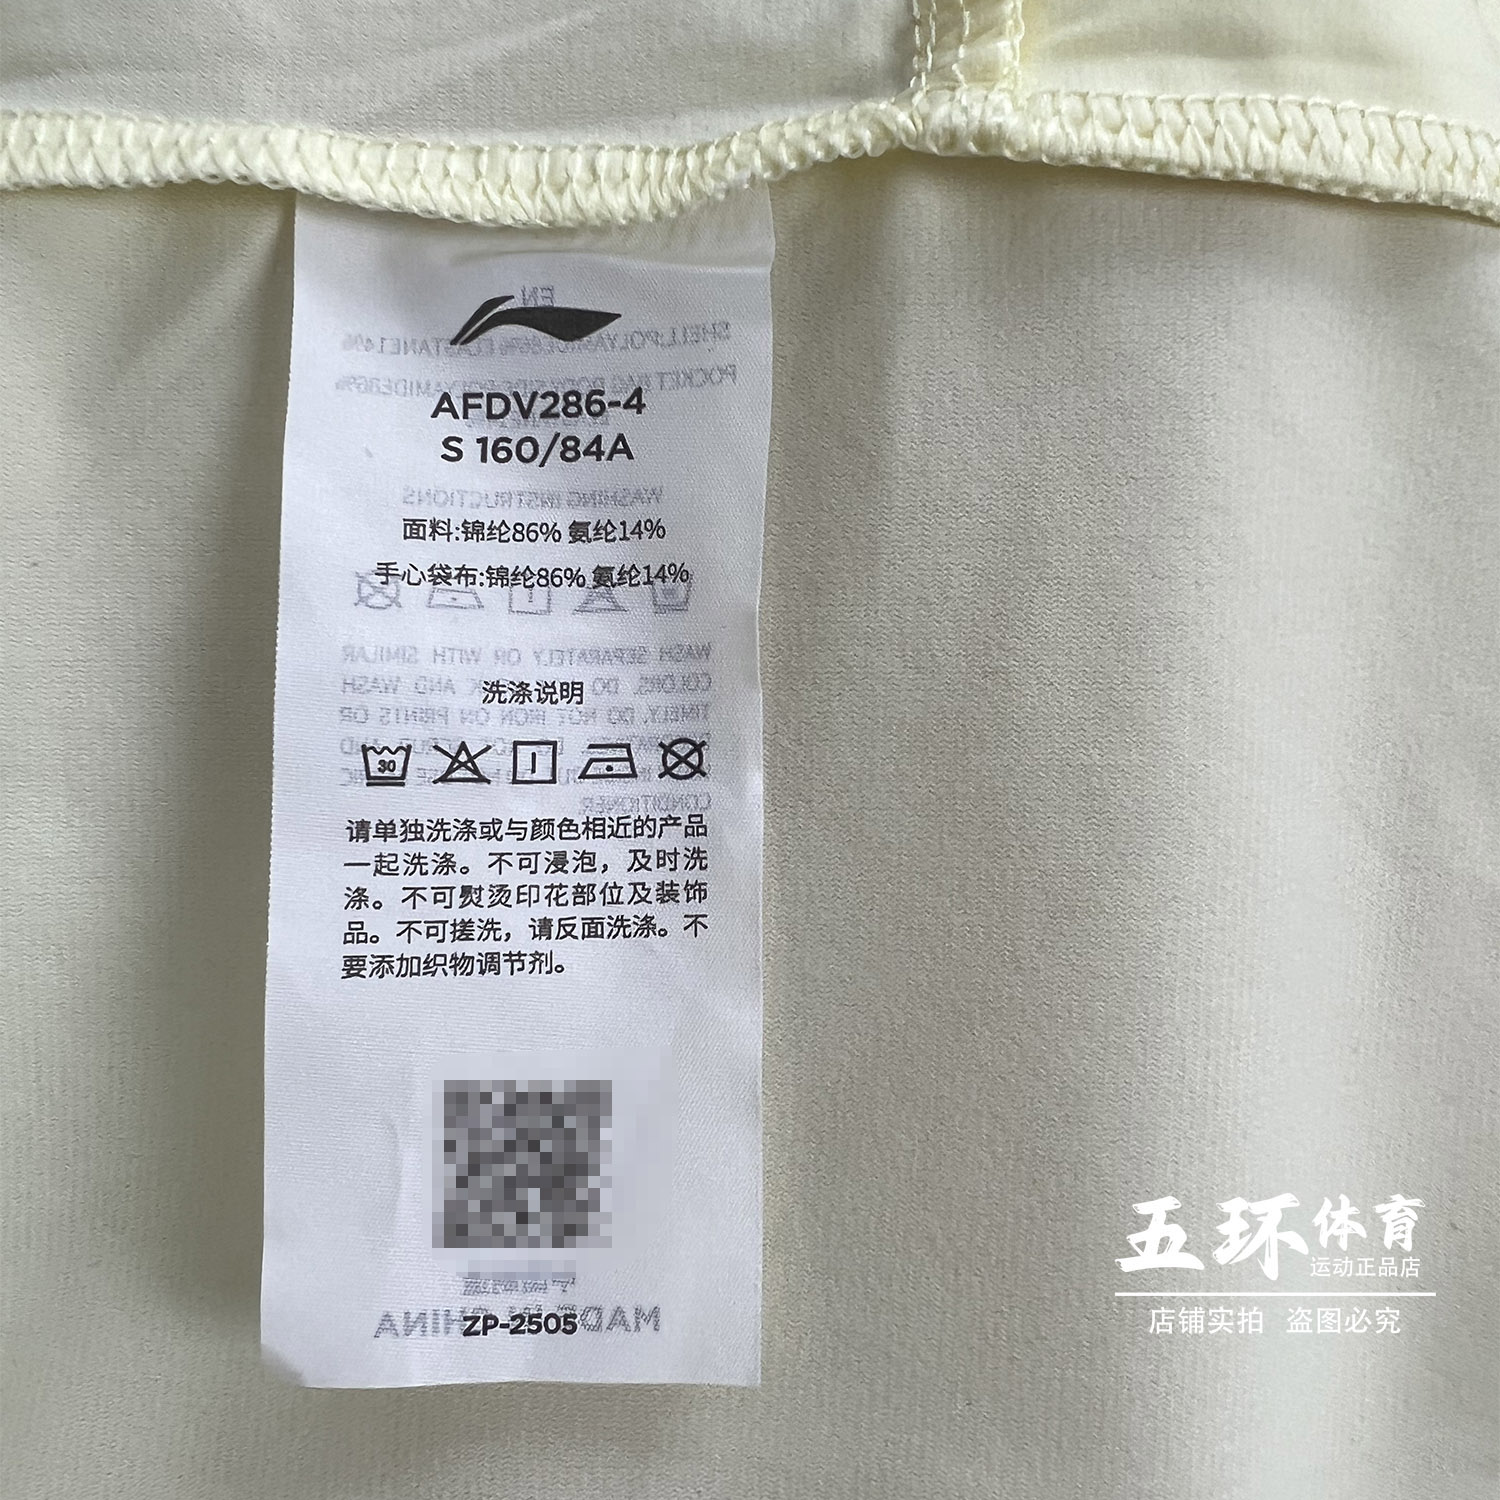 AFDV286-4
S 160/84A
面料:锦纶86% 氨纶14%
手心袋布:锦纶86% 氨纶14%
洗涤说明
30
请单独洗涤或与颜色相近的产品
一起洗涤。不可浸泡，及时洗
涤。不可熨烫印花部位及装饰
品。不可搓洗，请反面洗涤。不
要添加织物调节剂。
ZP-2505
五环体育
运动正品店
店铺实拍 盗图必究